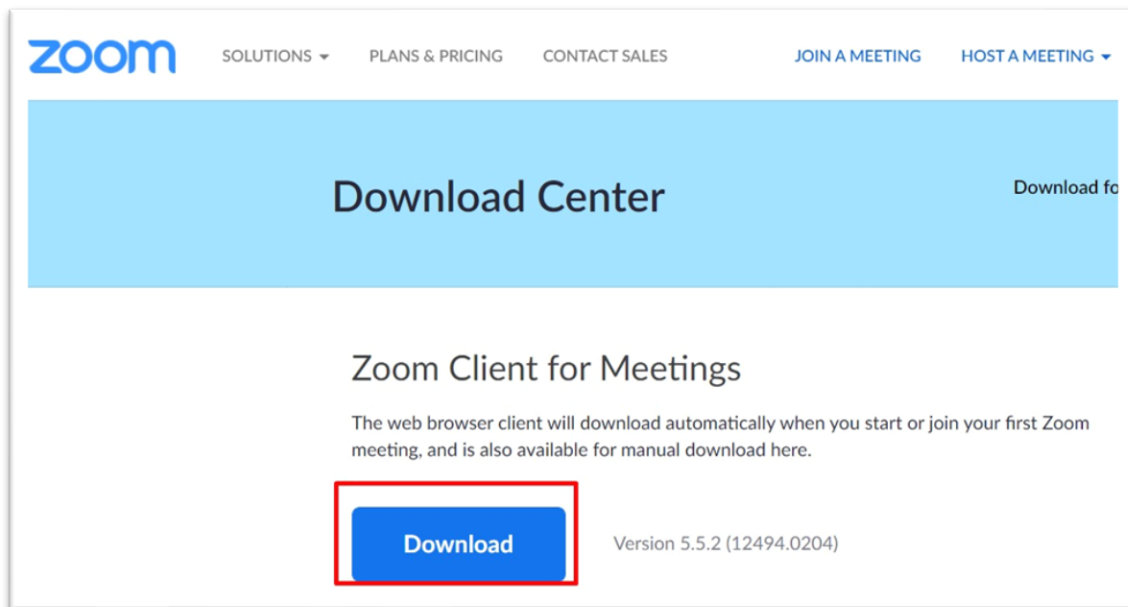 zoom SOLUTIONS PLANS & PRICING CONTACT SALES JOIN A MEETING HOST A MEETING
Download Center
Download fo
Zoom Client for Meetings
The web browser client will download automatically when you start or join your first Zoom
meeting, and is also available for manual download here.
Download Version 5.5.2 (12494.0204)